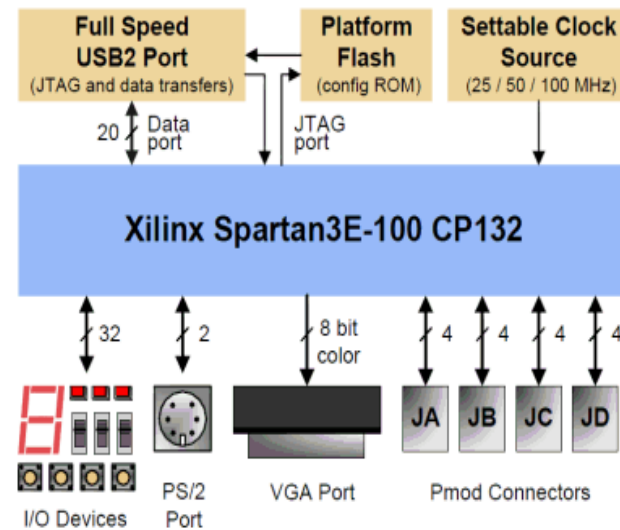 Full Speed
USB2 Port
(JTAG and data transfers)
Platform
Flash
(config ROM)
Settable Clock
Source
(25 / 50 / 100 MHz)
20
Data
port
JTAG
port
Xilinx Spartan3E-100 CP132
32
2
8 bit
color
4
4
4
4
JA
JB
JC
JD
I/O Devices
PS/2
Port
VGA Port
Pmod Connectors